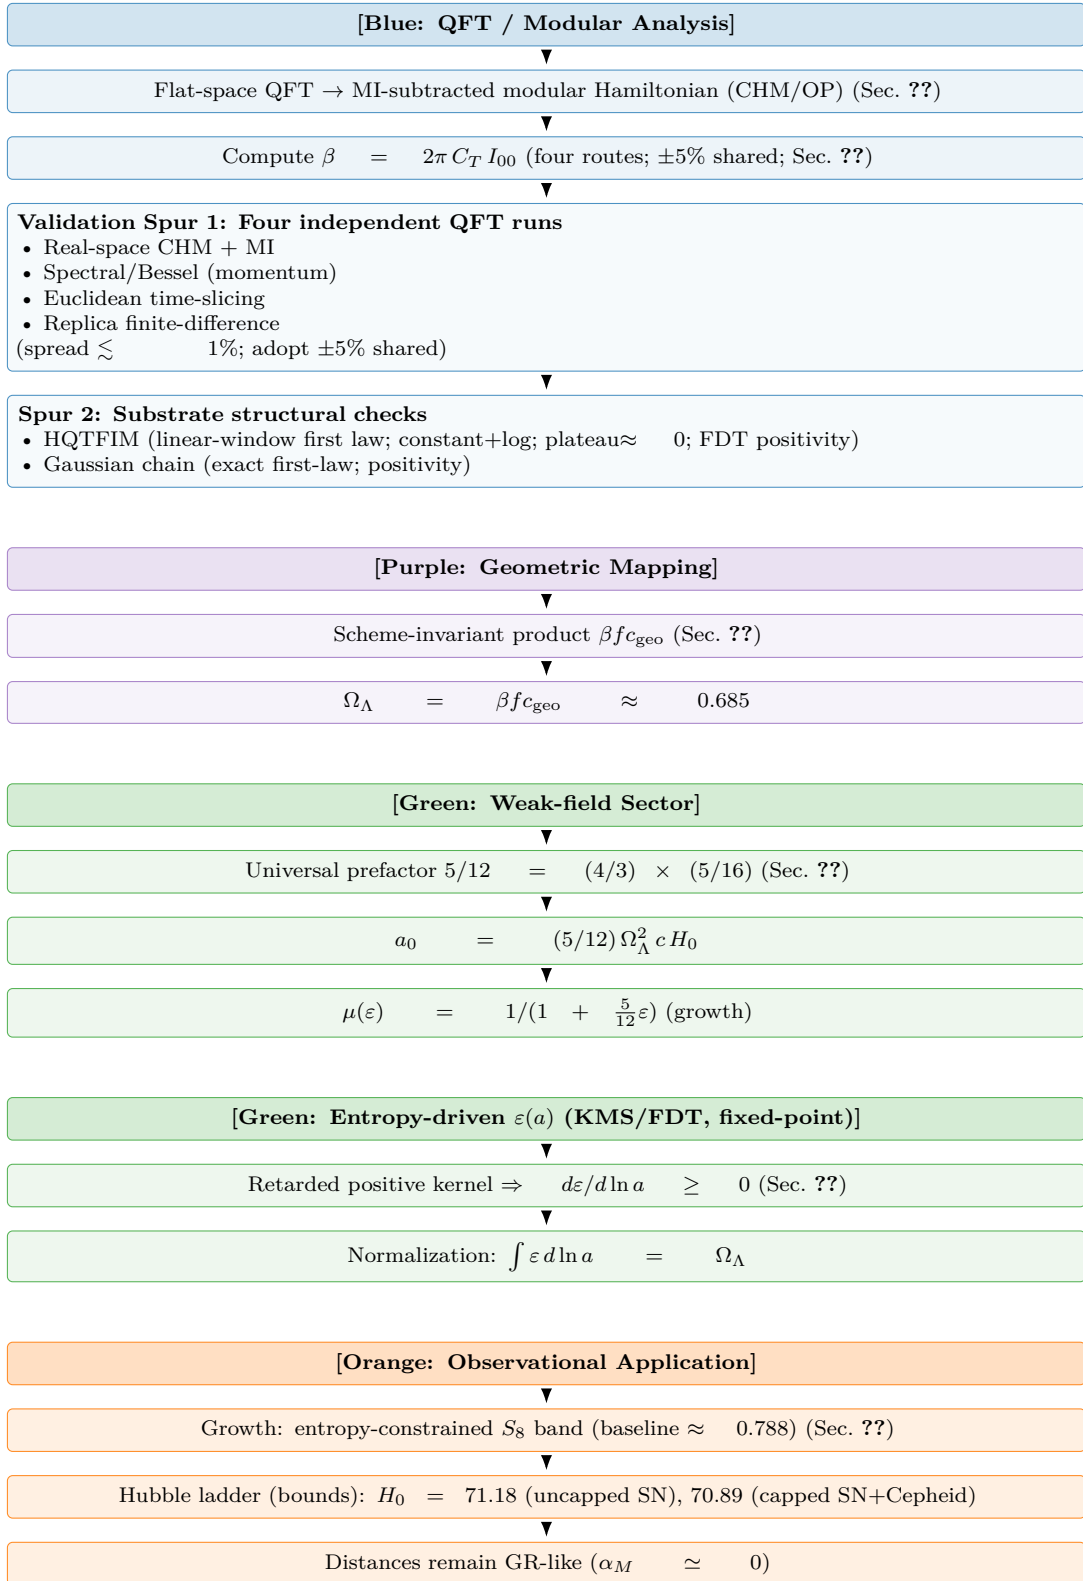 [Blue: QFT / Modular Analysis]
Flat-space QFT → MI-subtracted modular Hamiltonian (CHM/OP) (Sec. ??)
Compute β = 2π C_T I_00 (four routes; ±5% shared; Sec. ??)
Validation Spur 1: Four independent QFT runs
• Real-space CHM + MI
• Spectral/Bessel (momentum)
• Euclidean time-slicing
• Replica finite-difference
(spread ≲ 1%; adopt ±5% shared)
Spur 2: Substrate structural checks
• HQTFIM (linear-window first law; constant+log; plateau≈ 0; FDT positivity)
• Gaussian chain (exact first-law; positivity)
[Purple: Geometric Mapping]
Scheme-invariant product βfc_geo (Sec. ??)
Ω_Λ = βfc_geo ≈ 0.685
[Green: Weak-field Sector]
Universal prefactor 5/12 = (4/3) × (5/16) (Sec. ??)
a_0 = (5/12) Ω_Λ^2 c H_0
μ(ε) = 1/(1 + 5/12 ε) (growth)
[Green: Entropy-driven ε(a) (KMS/FDT, fixed-point)]
Retarded positive kernel ⇒ dε/d ln a ≥ 0 (Sec. ??)
Normalization: ∫ ε d ln a = Ω_Λ
[Orange: Observational Application]
Growth: entropy-constrained S_8 band (baseline ≈ 0.788) (Sec. ??)
Hubble ladder (bounds): H_0 = 71.18 (uncapped SN), 70.89 (capped SN+Cepheid)
Distances remain GR-like (α_M ≃ 0)